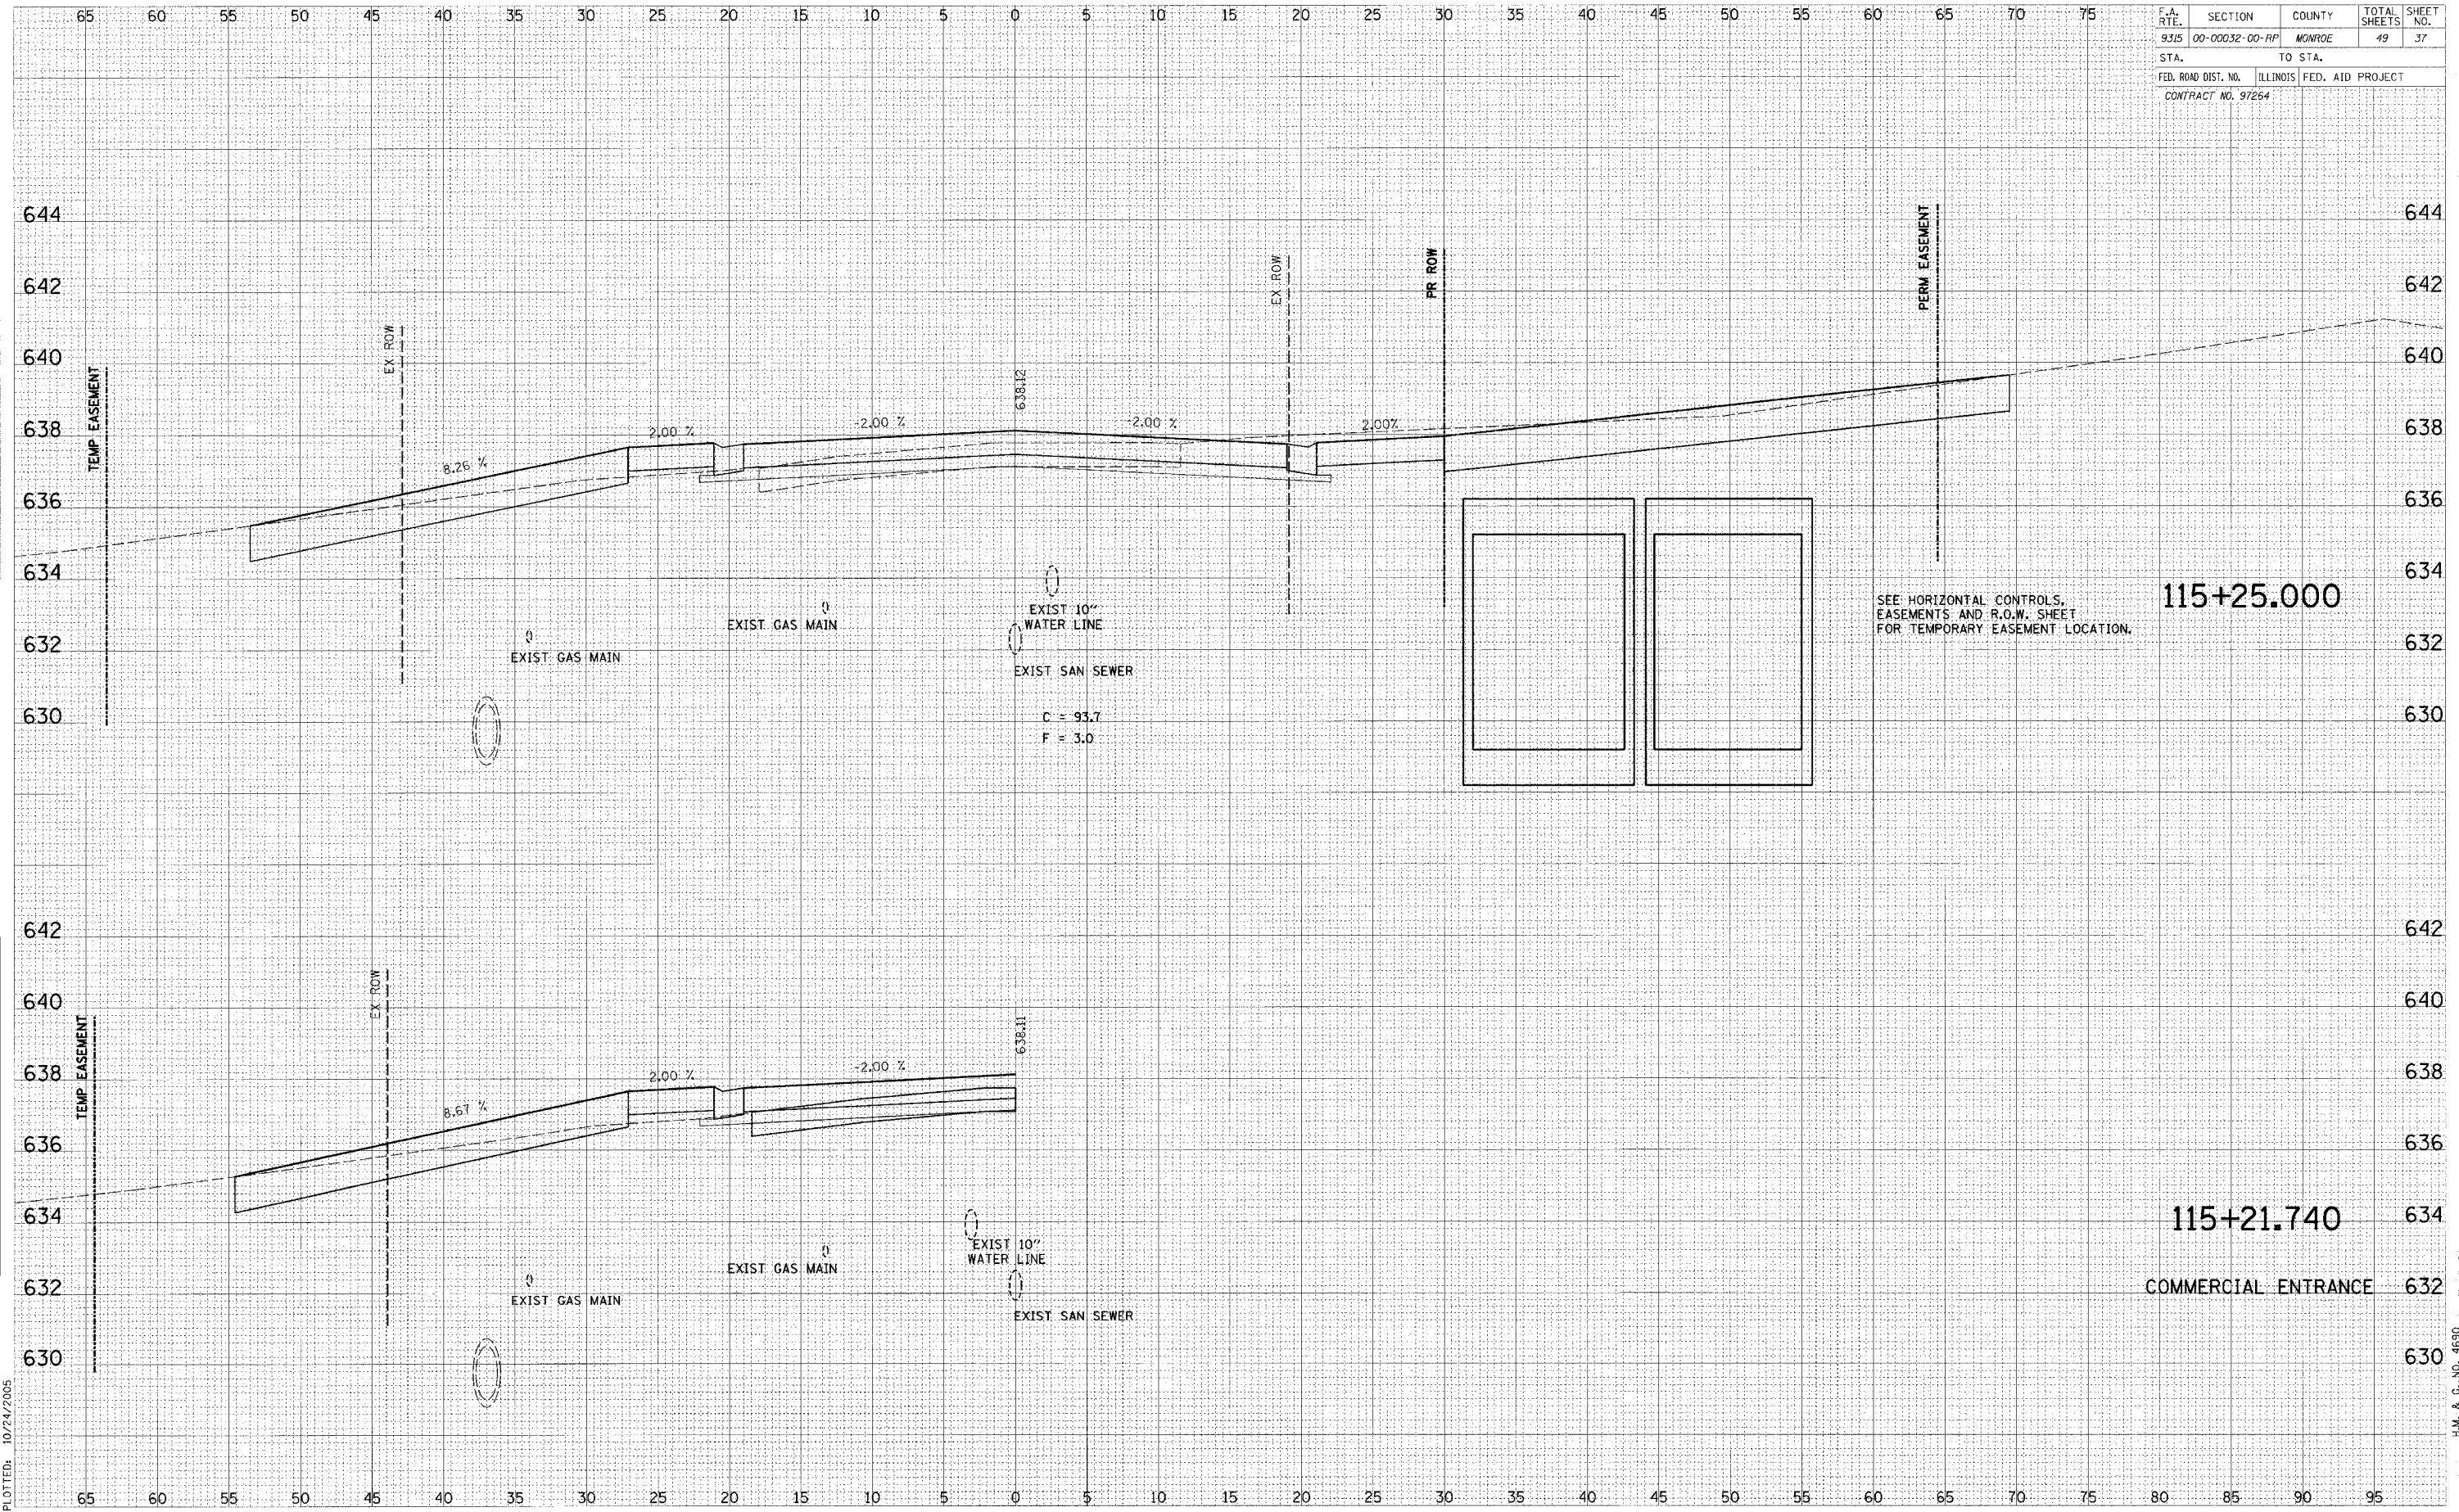 65 60 55 50 45 40 35 30 25 20 15 10 5 0 5 10 15 20 25 30 35 40 45 50 55 60 65 70 75
F.A. RTE. SECTION COUNTY TOTAL SHEETS SHEET NO.
9315 00-00032-00-RP MONROE 49 37
STA. TO STA.
FED. ROAD DIST. NO. ILLINOIS FED. AID PROJECT
CONTRACT NO. 97264
644 644
642 642
640 640
638 638
636 636
634 634
632 632
630 630
TEMP EASEMENT
EX ROW
8.26 %
2.00 %
-2.00 %
638.12
-2.00 %
EX ROW
2.00%
PR ROW
PERM EASEMENT
EXIST GAS MAIN
EXIST GAS MAIN
EXIST 10"
WATER LINE
EXIST SAN SEWER
C = 93.7
F = 3.0
SEE HORIZONTAL CONTROLS,
EASEMENTS AND R.O.W. SHEET
FOR TEMPORARY EASEMENT LOCATION.
115+25.000
642 642
640 640
638 638
636 636
634 634
632 632
630 630
TEMP EASEMENT
EX ROW
8.67 %
2.00 %
-2.00 %
638.11
EXIST GAS MAIN
EXIST GAS MAIN
EXIST 10"
WATER LINE
EXIST SAN SEWER
115+21.740
COMMERCIAL ENTRANCE
65 60 55 50 45 40 35 30 25 20 15 10 5 0 5 10 15 20 25 30 35 40 45 50 55 60 65 70 75 80 85 90 95
PLOTTED: 10/24/2005
H.M. & G. NO. 4690